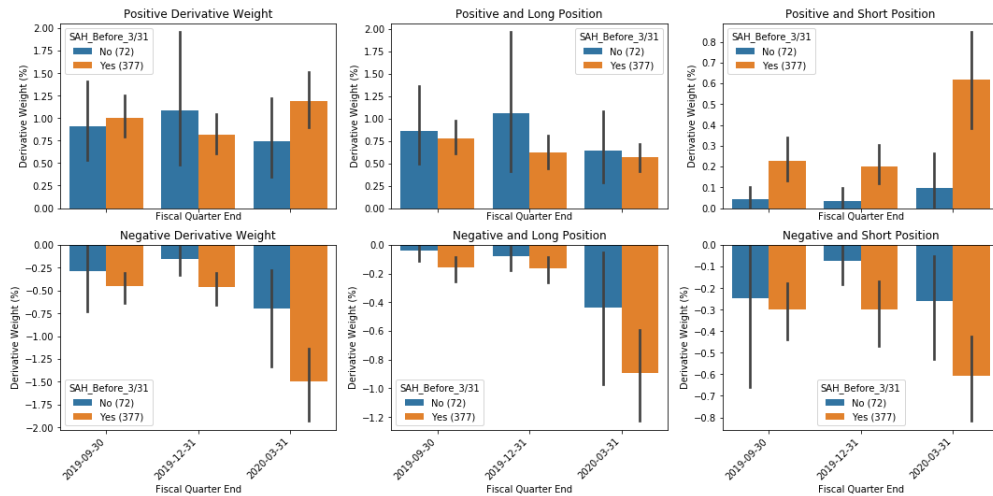 Positive Derivative Weight
Derivative Weight (%)
2.00
1.75
1.50
1.25
1.00
0.75
0.50
0.25
0.00
SAH_Before_3/31
No (72)
Yes (377)
Fiscal Quarter End
Positive and Long Position
Derivative Weight (%)
2.00
1.75
1.50
1.25
1.00
0.75
0.50
0.25
0.00
SAH_Before_3/31
No (72)
Yes (377)
Fiscal Quarter End
Positive and Short Position
Derivative Weight (%)
0.8
0.7
0.6
0.5
0.4
0.3
0.2
0.1
0.0
SAH_Before_3/31
No (72)
Yes (377)
Fiscal Quarter End
Negative Derivative Weight
Derivative Weight (%)
0.00
−0.25
−0.50
−0.75
−1.00
−1.25
−1.50
−1.75
−2.00
SAH_Before_3/31
No (72)
Yes (377)
2019-09-30
2019-12-31
2020-03-31
Fiscal Quarter End
Negative and Long Position
Derivative Weight (%)
0.0
−0.2
−0.4
−0.6
−0.8
−1.0
−1.2
SAH_Before_3/31
No (72)
Yes (377)
2019-09-30
2019-12-31
2020-03-31
Fiscal Quarter End
Negative and Short Position
Derivative Weight (%)
0.0
−0.1
−0.2
−0.3
−0.4
−0.5
−0.6
−0.7
−0.8
SAH_Before_3/31
No (72)
Yes (377)
2019-09-30
2019-12-31
2020-03-31
Fiscal Quarter End